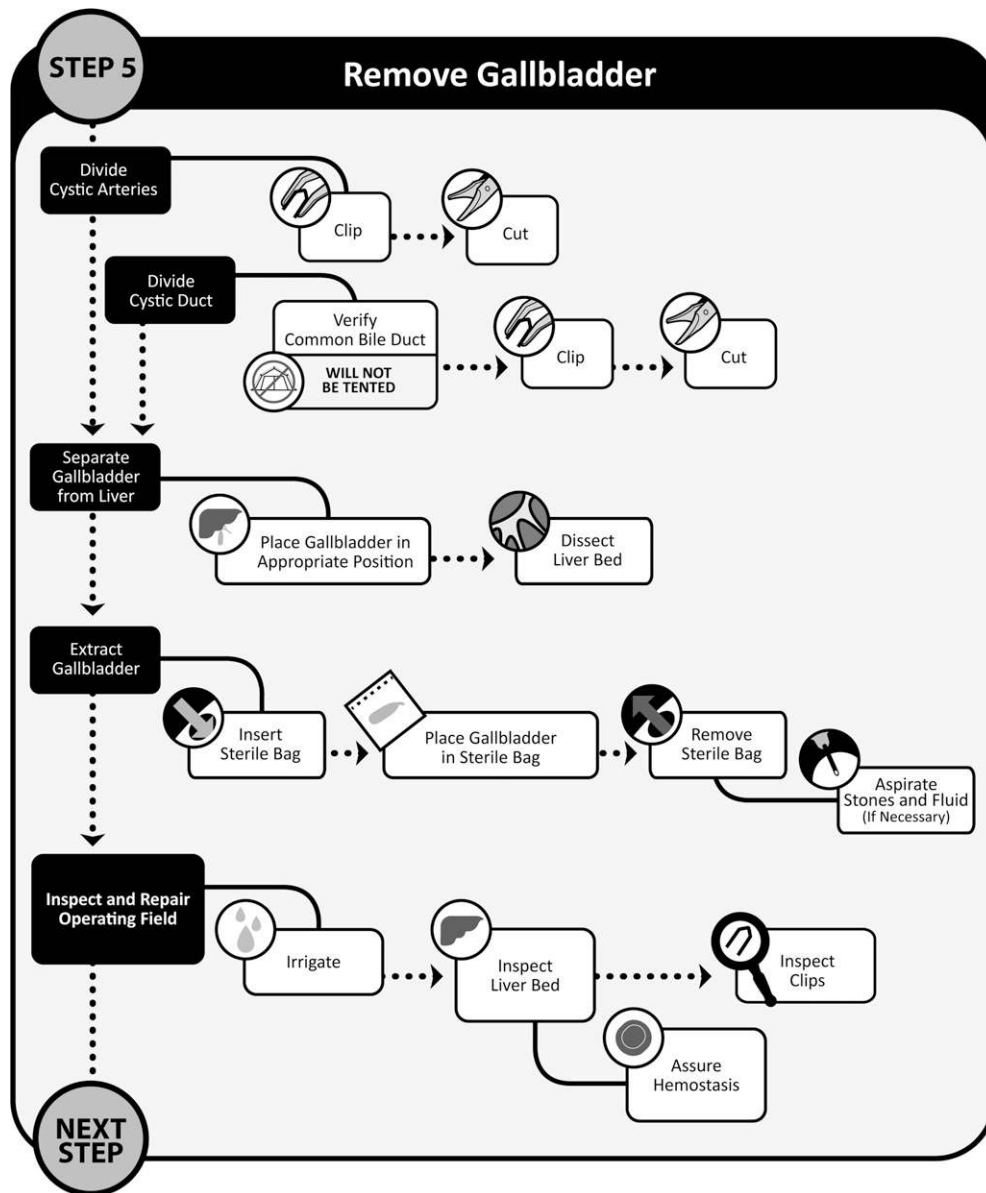 STEP 5
Remove Gallbladder
Divide
Cystic Arteries
Clip
Cut
Divide
Cystic Duct
Verify
Common Bile Duct
WILL NOT
BE TENTED
Clip
Cut
Separate
Gallbladder
from Liver
Place Gallbladder in
Appropriate Position
Dissect
Liver Bed
Extract
Gallbladder
Insert
Sterile Bag
Place Gallbladder
in Sterile Bag
Remove
Sterile Bag
Aspirate
Stones and Fluid
(If Necessary)
Inspect and Repair
Operating Field
Irrigate
Inspect
Liver Bed
Inspect
Clips
Assure
Hemostasis
NEXT
STEP